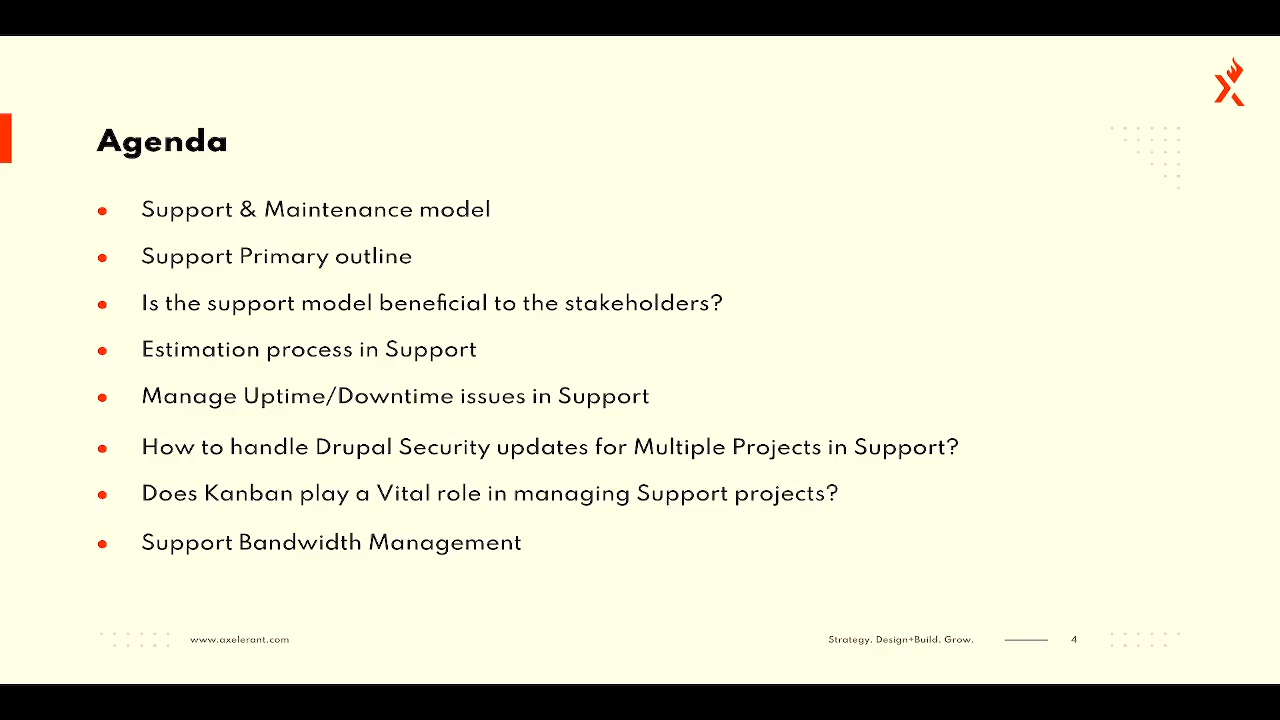 Agenda
Support & Maintenance model
Support Primary outline
Is the support model beneficial to the stakeholders?
Estimation process in Support
Manage Uptime/Downtime issues in Support
How to handle Drupal Security updates for Multiple Projects in Support?
Does Kanban play a Vital role in managing Support projects?
Support Bandwidth Management
www.axelerant.com
Strategy. Design+Build. Grow.
4